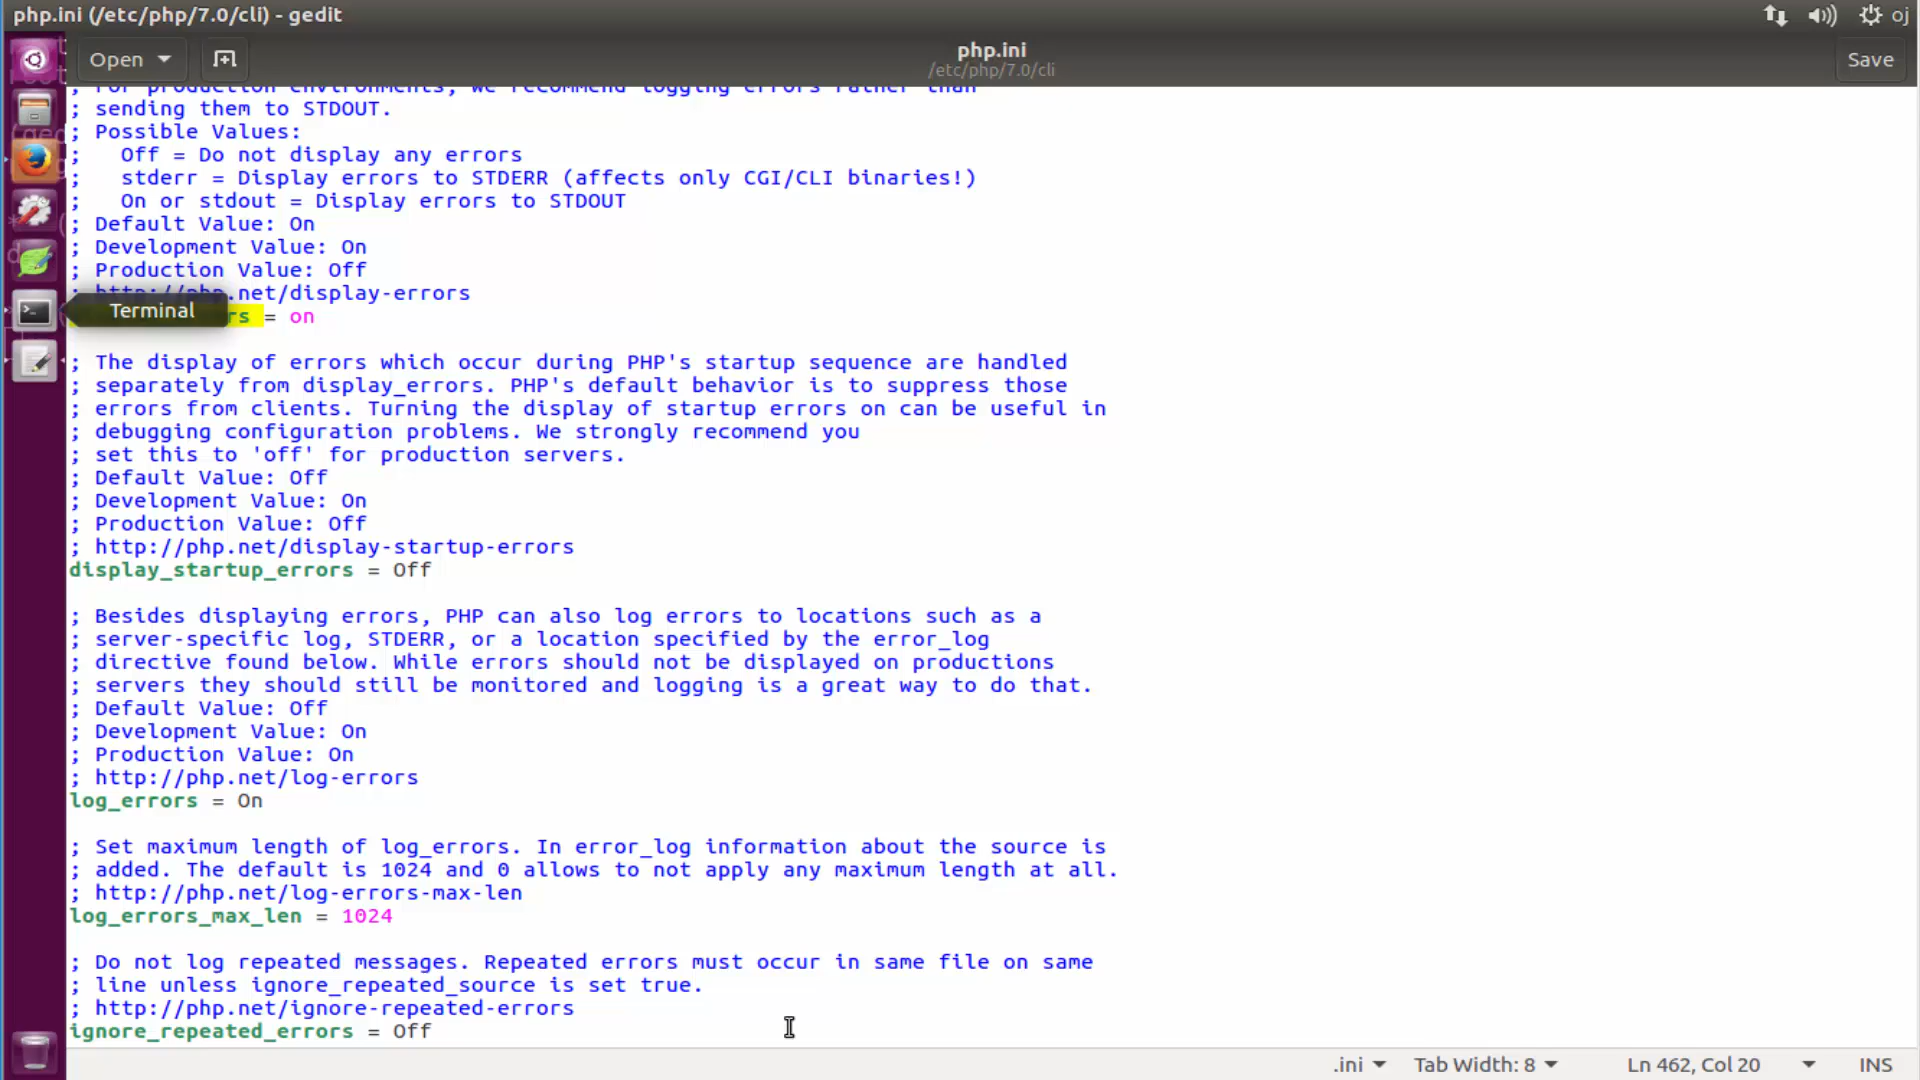 php.ini (/etc/php/7.0/cli) - gedit
oj
Open
php.ini
/etc/php/7.0/cli
Save
; For production environments, we recommend logging errors rather than
; sending them to STDOUT.
; Possible Values:
;   Off = Do not display any errors
;   stderr = Display errors to STDERR (affects only CGI/CLI binaries!)
;   On or stdout = Display errors to STDOUT
; Default Value: On
; Development Value: On
; Production Value: Off
; http://php.net/display-errors
Terminal
rs = on
; The display of errors which occur during PHP's startup sequence are handled
; separately from display_errors. PHP's default behavior is to suppress those
; errors from clients. Turning the display of startup errors on can be useful in
; debugging configuration problems. We strongly recommend you
; set this to 'off' for production servers.
; Default Value: Off
; Development Value: On
; Production Value: Off
; http://php.net/display-startup-errors
display_startup_errors = Off
; Besides displaying errors, PHP can also log errors to locations such as a
; server-specific log, STDERR, or a location specified by the error_log
; directive found below. While errors should not be displayed on productions
; servers they should still be monitored and logging is a great way to do that.
; Default Value: Off
; Development Value: On
; Production Value: On
; http://php.net/log-errors
log_errors = On
; Set maximum length of log_errors. In error_log information about the source is
; added. The default is 1024 and 0 allows to not apply any maximum length at all.
; http://php.net/log-errors-max-len
log_errors_max_len = 1024
; Do not log repeated messages. Repeated errors must occur in same file on same
; line unless ignore_repeated_source is set true.
; http://php.net/ignore-repeated-errors
ignore_repeated_errors = Off
.ini
Tab Width: 8
Ln 462, Col 20
INS